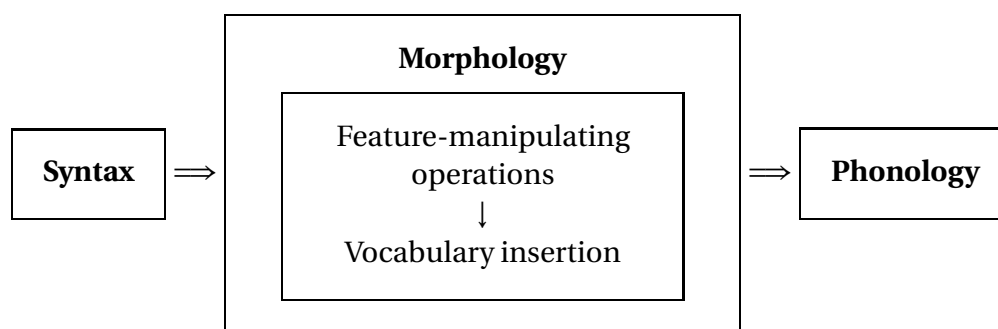 Morphology
Feature-manipulating
operations
Syntax
⟹
⟹
Phonology
↓
Vocabulary insertion